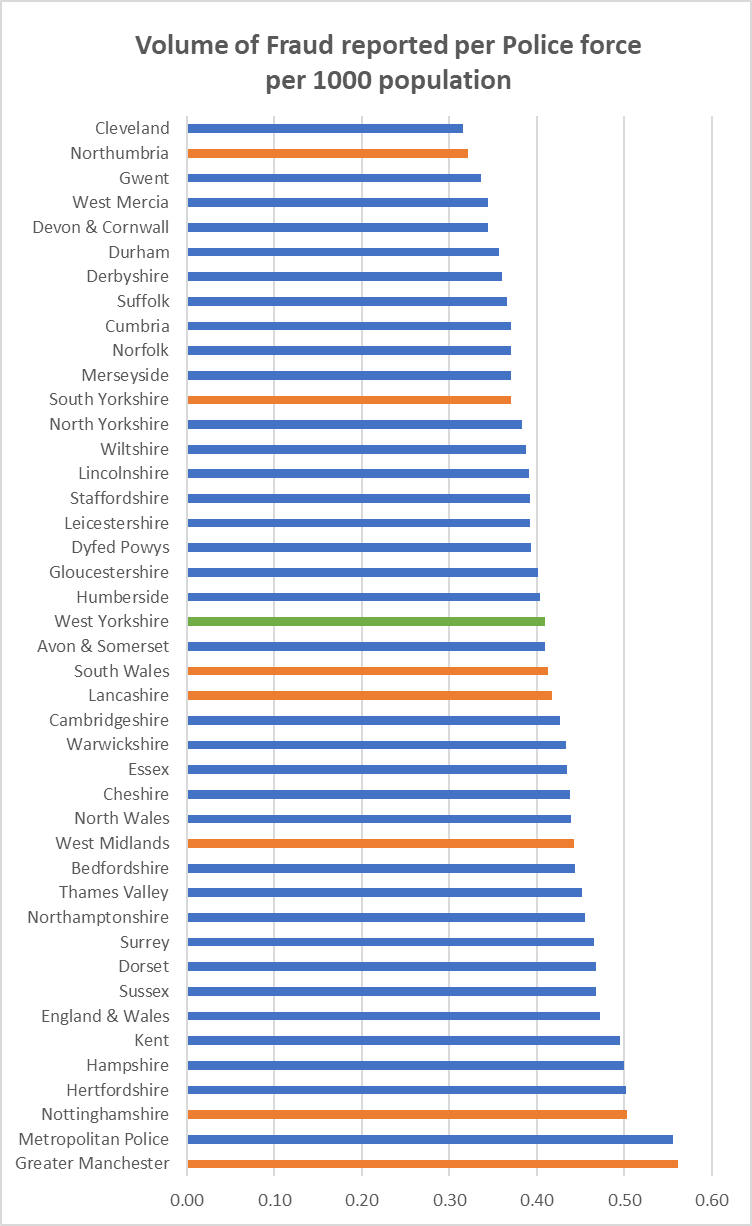 Volume of Fraud reported per Police force
per 1000 population
Cleveland
Northumbria
Gwent
West Mercia
Devon & Cornwall
Durham
Derbyshire
Suffolk
Cumbria
Norfolk
Merseyside
South Yorkshire
North Yorkshire
Wiltshire
Lincolnshire
Staffordshire
Leicestershire
Dyfed Powys
Gloucestershire
Humberside
West Yorkshire
Avon & Somerset
South Wales
Lancashire
Cambridgeshire
Warwickshire
Essex
Cheshire
North Wales
West Midlands
Bedfordshire
Thames Valley
Northamptonshire
Surrey
Dorset
Sussex
England & Wales
Kent
Hampshire
Hertfordshire
Nottinghamshire
Metropolitan Police
Greater Manchester
0.00 0.10 0.20 0.30 0.40 0.50 0.60